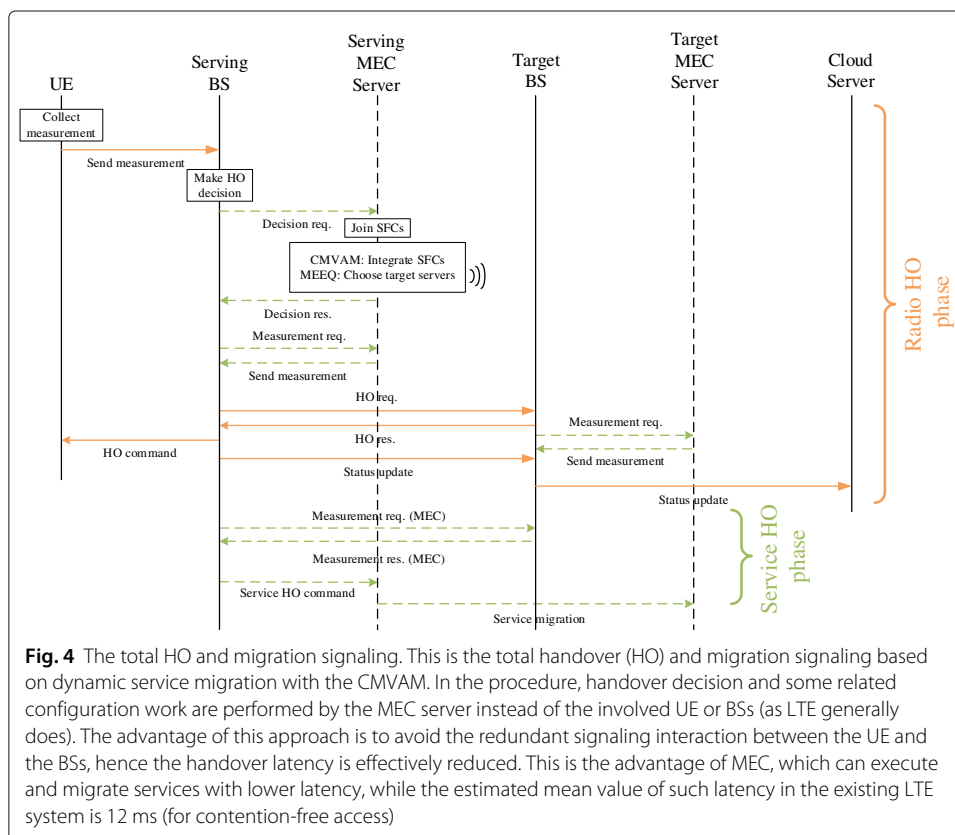 UE
Serving
BS
Serving
MEC
Server
Target
BS
Target
MEC
Server
Cloud
Server
Collect
measurement
Send measurement
Make HO
decision
Decision req.
Join SFCs
CMVAM: Integrate SFCs
MEEQ: Choose target servers
Decision res.
Measurement req.
Send measurement
HO req.
Measurement req.
HO res.
HO command
Send measurement
Status update
Status update
Radio HO
phase
Measurement req. (MEC)
Measurement res. (MEC)
Service HO command
Service migration
Service HO
phase
Fig. 4 The total HO and migration signaling. This is the total handover (HO) and migration signaling based
on dynamic service migration with the CMVAM. In the procedure, handover decision and some related
configuration work are performed by the MEC server instead of the involved UE or BSs (as LTE generally
does). The advantage of this approach is to avoid the redundant signaling interaction between the UE and
the BSs, hence the handover latency is effectively reduced. This is the advantage of MEC, which can execute
and migrate services with lower latency, while the estimated mean value of such latency in the existing LTE
system is 12 ms (for contention-free access)